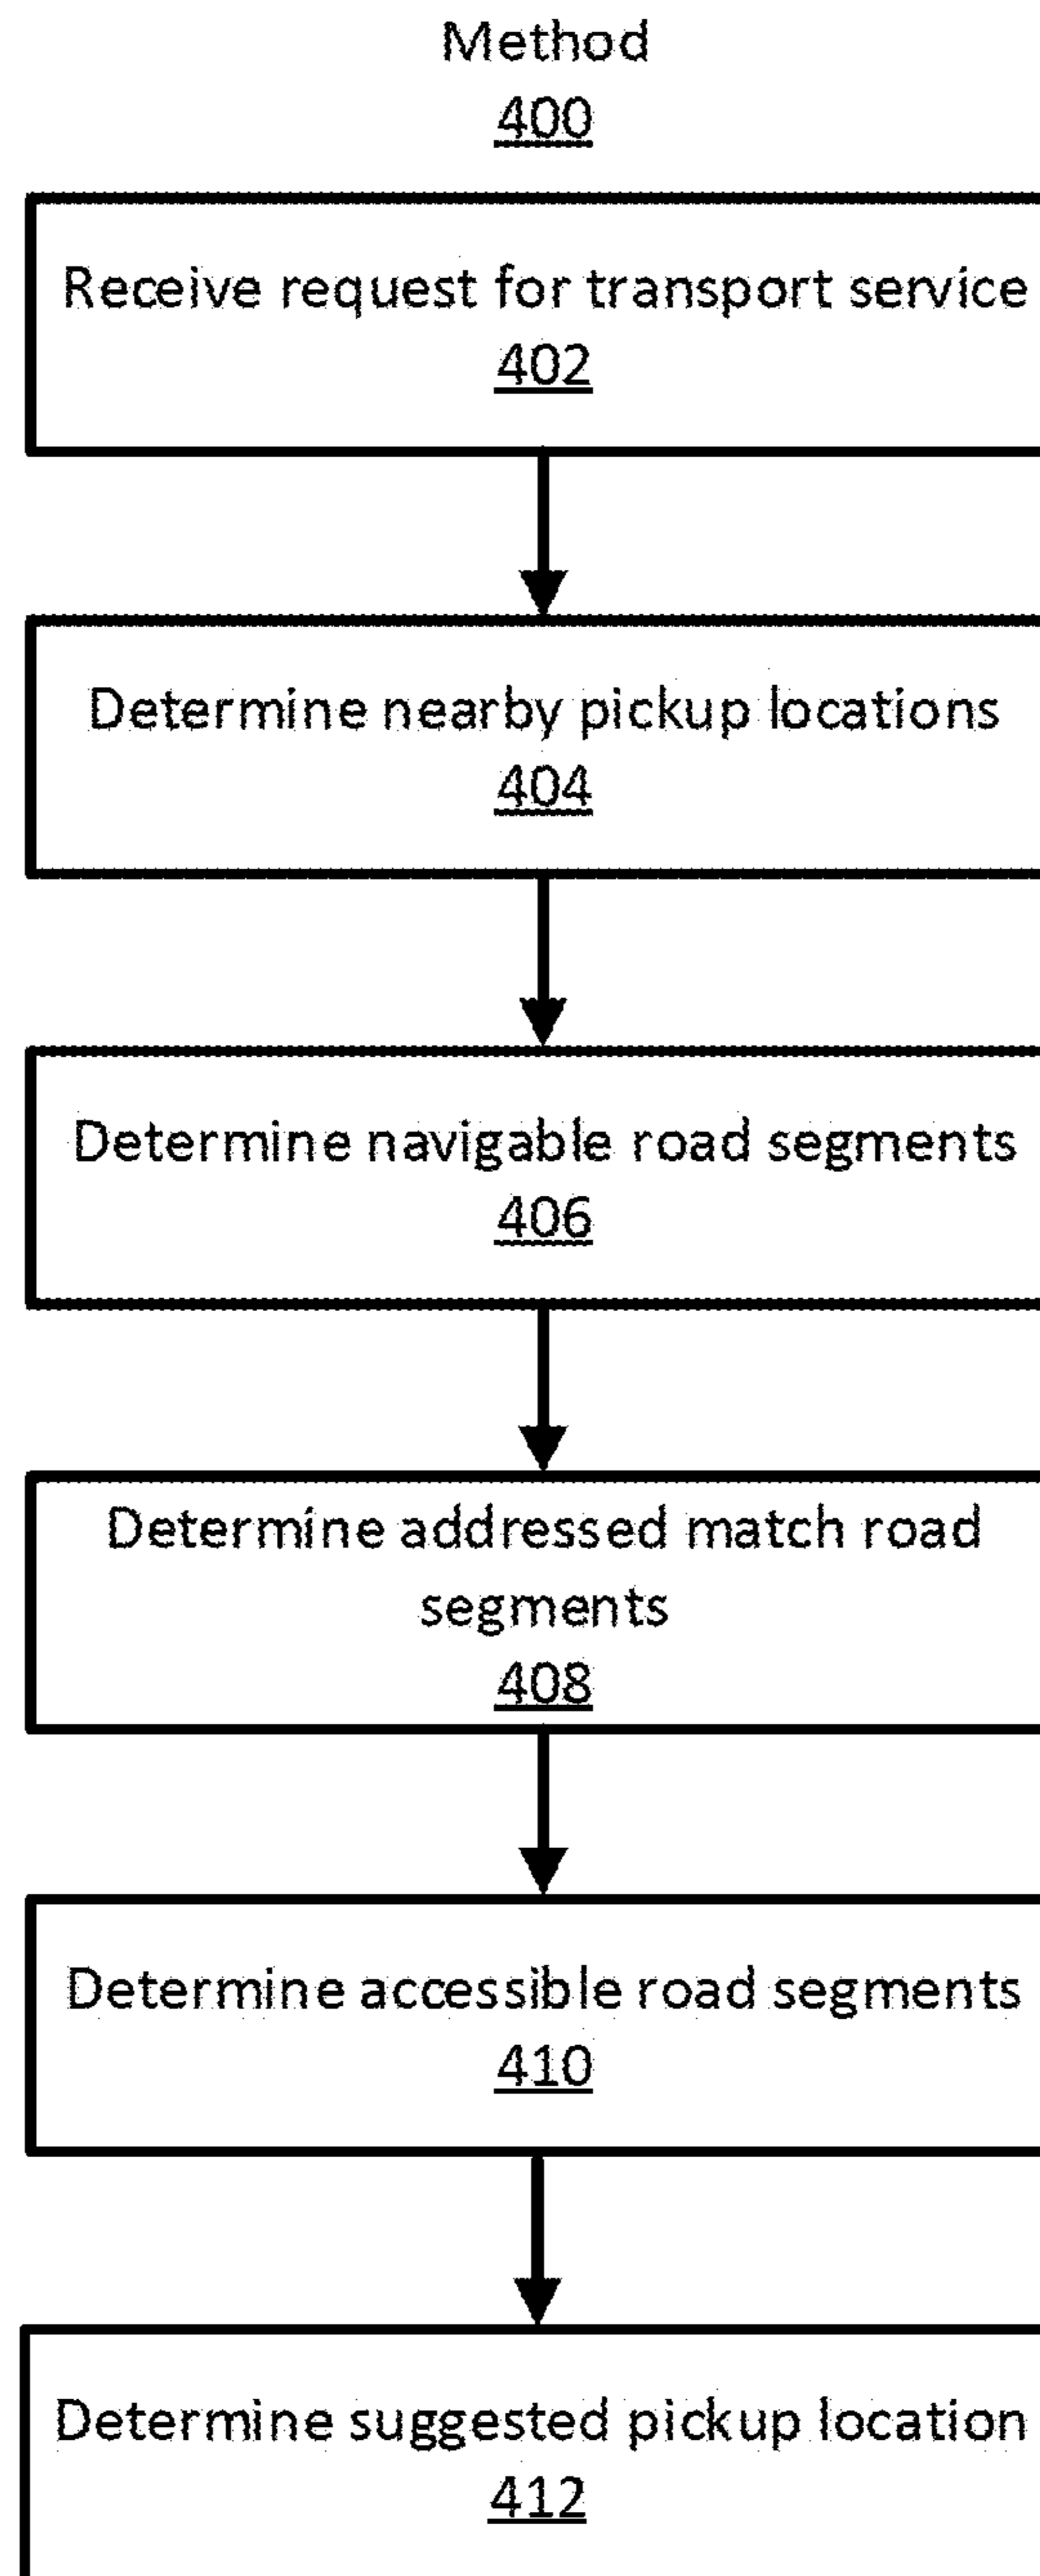 Method
400
Receive request for transport service
402
Determine nearby pickup locations
404
Determine navigable road segments
406
Determine addressed match road
segments
408
Determine accessible road segments
410
Determine suggested pickup location
412